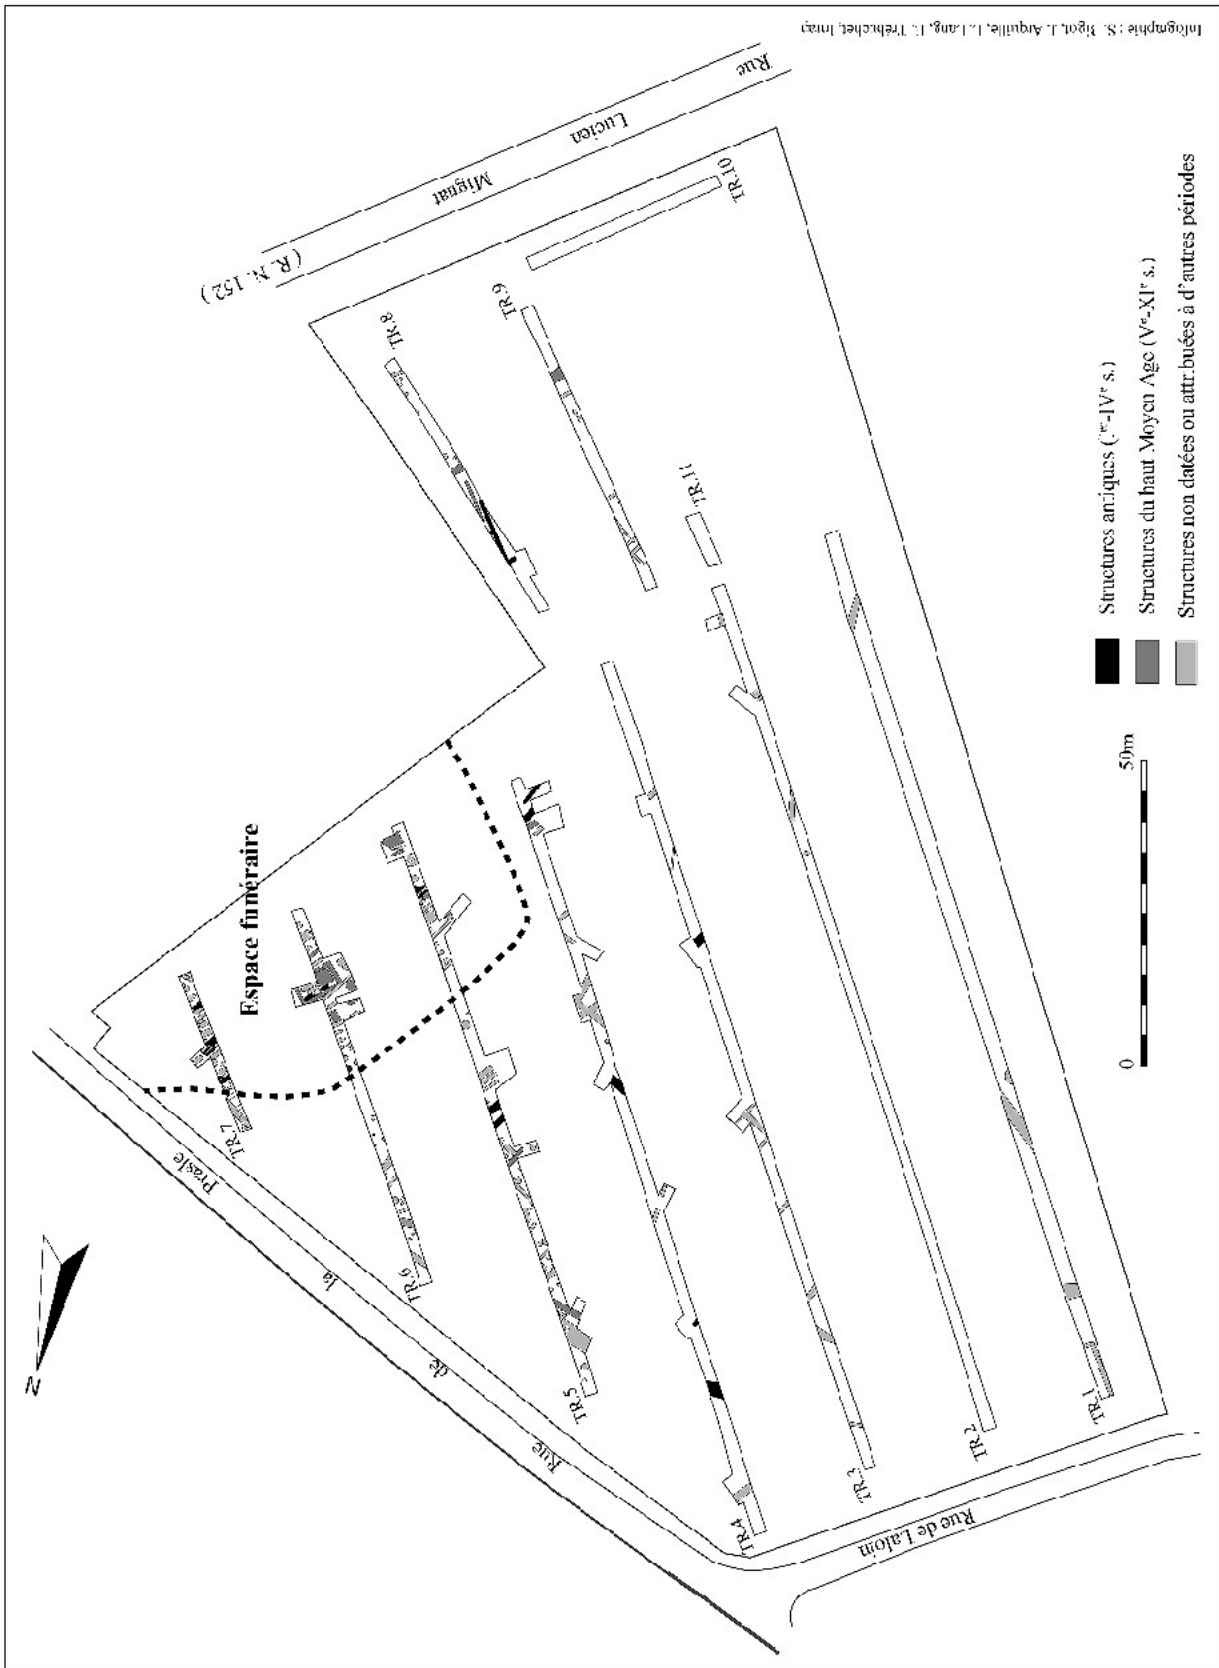 Infographie : S. Bigot, J. Arquille, L. Lang, E. Trébuchet, Inrap
Rue
Lucien
Mignat
( R. N. 152 )
TR.8
TR.9
TR.10
TR.11
Espace funéraire
TR.7
TR.6
TR.5
TR.4
TR.3
TR.2
TR.1
Rue
de
la
Prasle
Rue de
N
0
50m
Structures antiques (Ier-IVe s.)
Structures du haut Moyen Age (Ve-XIe s.)
Structures non datées ou attribuées à d'autres périodes